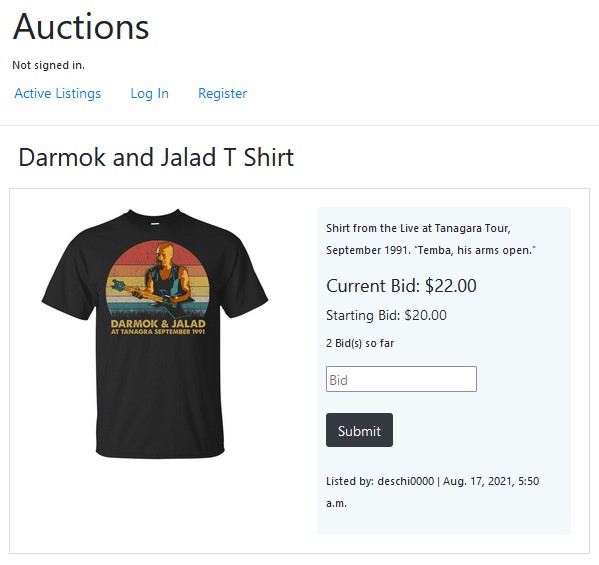 Auctions
Not signed in.
Active Listings Log In Register
Darmok and Jalad T Shirt
DARMOK & JALAD
AT TANAGRA SEPTEMBER 1991
Shirt from the Live at Tanagara Tour,
September 1991. "Temba, his arms open."
Current Bid: $22.00
Starting Bid: $20.00
2 Bid(s) so far
Bid
Submit
Listed by: deschi0000 | Aug. 17, 2021, 5:50
a.m.